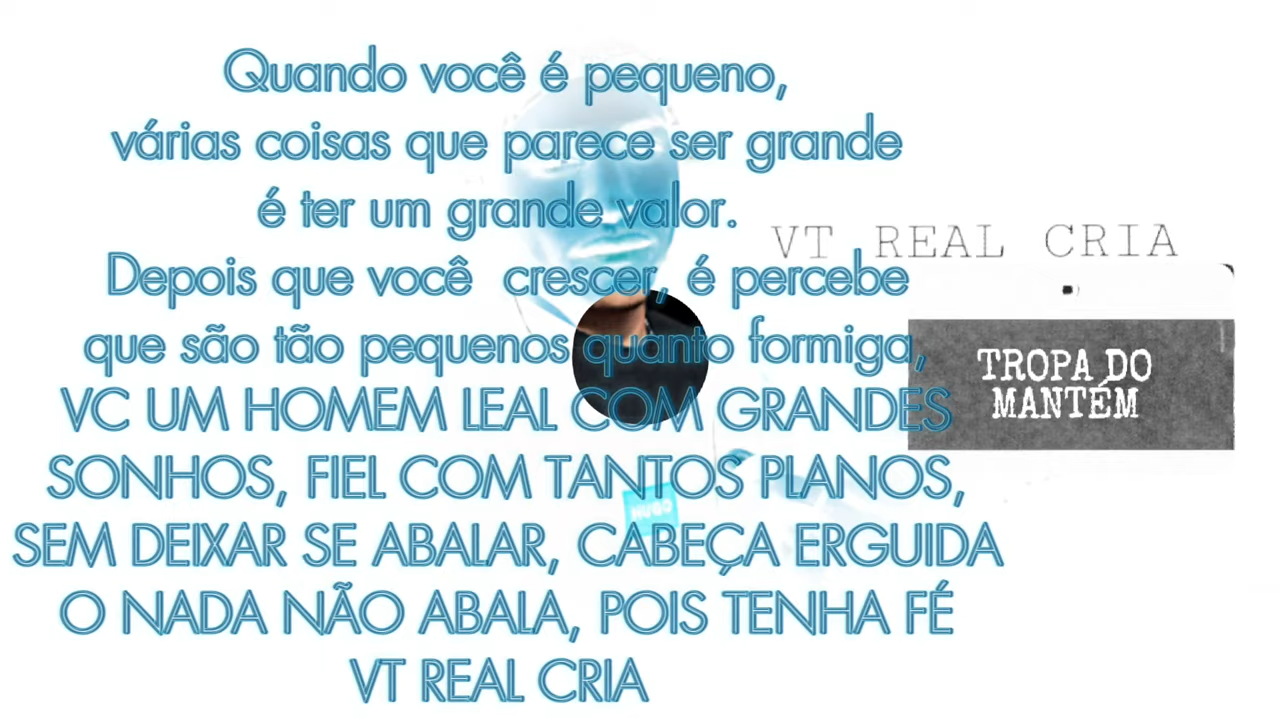 Quando você é pequeno,
várias coisas que parece ser grande
é ter um grande valor.
Depois que você crescer, é percebe
que são tão pequenos quanto formiga,
VC UM HOMEM LEAL COM GRANDES
SONHOS, FIEL COM TANTOS PLANOS,
SEM DEIXAR SE ABALAR, CABEÇA ERGUIDA
O NADA NÃO ABALA, POIS TENHA FÉ
VT REAL CRIA
VT REAL CRIA
TROPA DO
MANTÉM